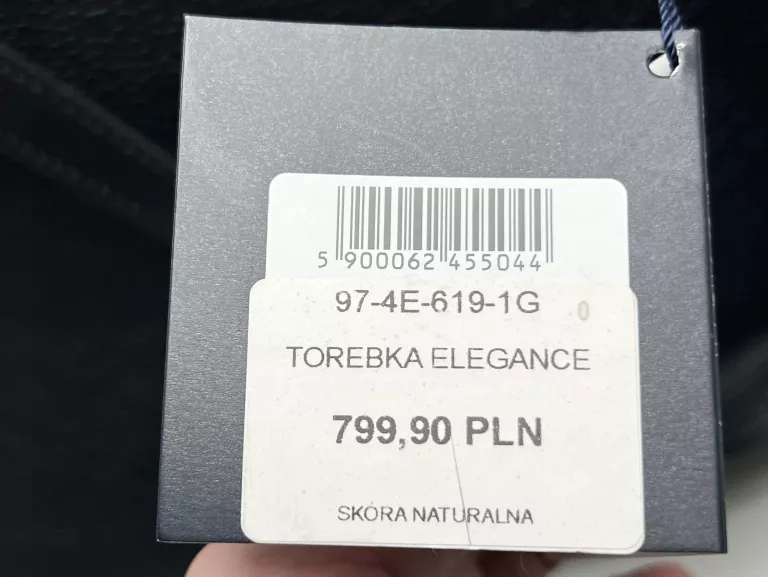 5 900062 455044
97-4E-619-1G 0
TOREBKA ELEGANCE
799,90 PLN
SKÓRA NATURALNA